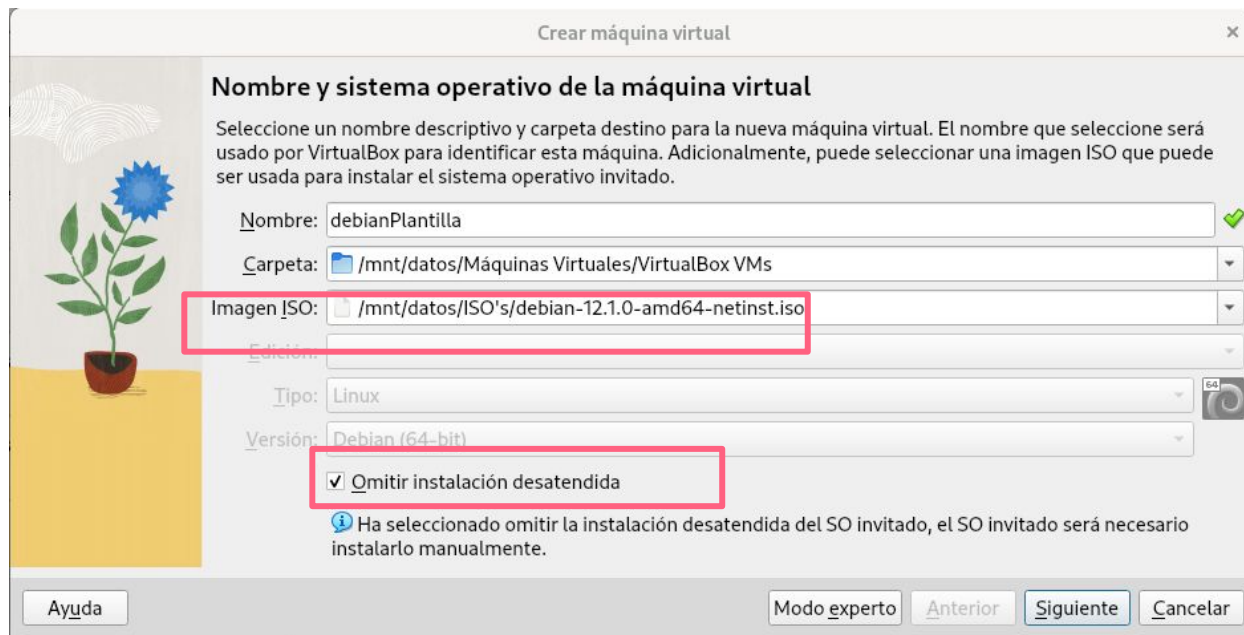 Crear máquina virtual
Nombre y sistema operativo de la máquina virtual
Seleccione un nombre descriptivo y carpeta destino para la nueva máquina virtual. El nombre que seleccione será
usado por VirtualBox para identificar esta máquina. Adicionalmente, puede seleccionar una imagen ISO que puede
ser usada para instalar el sistema operativo invitado.
Nombre: debianPlantilla
Carpeta: /mnt/datos/Máquinas Virtuales/VirtualBox VMs
Imagen ISO: /mnt/datos/ISO's/debian-12.1.0-amd64-netinst.iso
Edición:
Tipo: Linux
64
Versión: Debian (64-bit)
Omitir instalación desatendida
Ha seleccionado omitir la instalación desatendida del SO invitado, el SO invitado será necesario
instalarlo manualmente.
Ayuda Modo experto Anterior Siguiente Cancelar